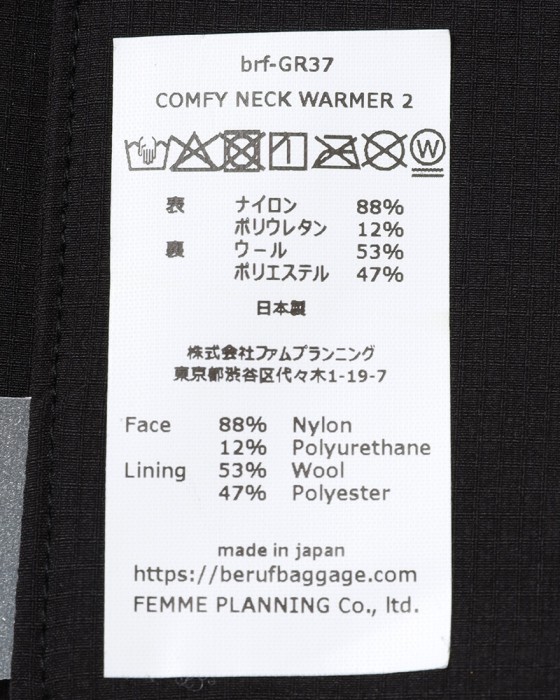 brf-GR37
COMFY NECK WARMER 2
W
表 ナイロン 88%
ポリウレタン 12%
裏 ウール 53%
ポリエステル 47%
日本製
株式会社ファムプランニング
東京都渋谷区代々木1-19-7
Face 88% Nylon
12% Polyurethane
Lining 53% Wool
47% Polyester
made in japan
https://berufbaggage.com
FEMME PLANNING Co., ltd.